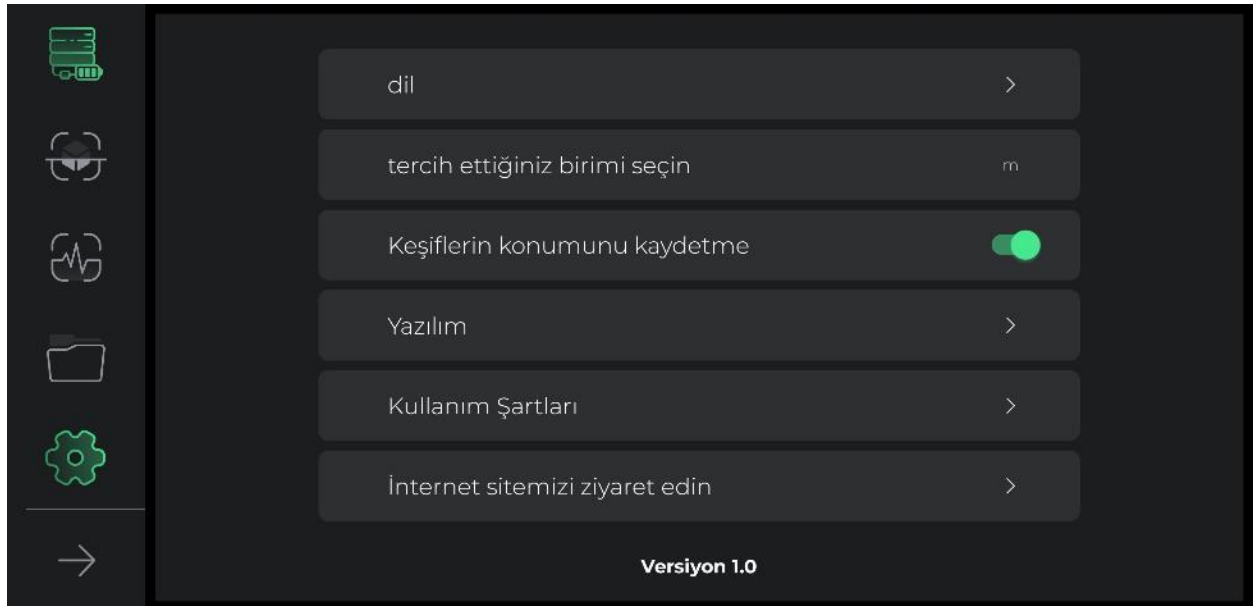 dil
tercih ettiğiniz birimi seçin
m
Keşiflerin konumunu kaydetme
Yazılım
Kullanım Şartları
İnternet sitemizi ziyaret edin
Versiyon 1.0